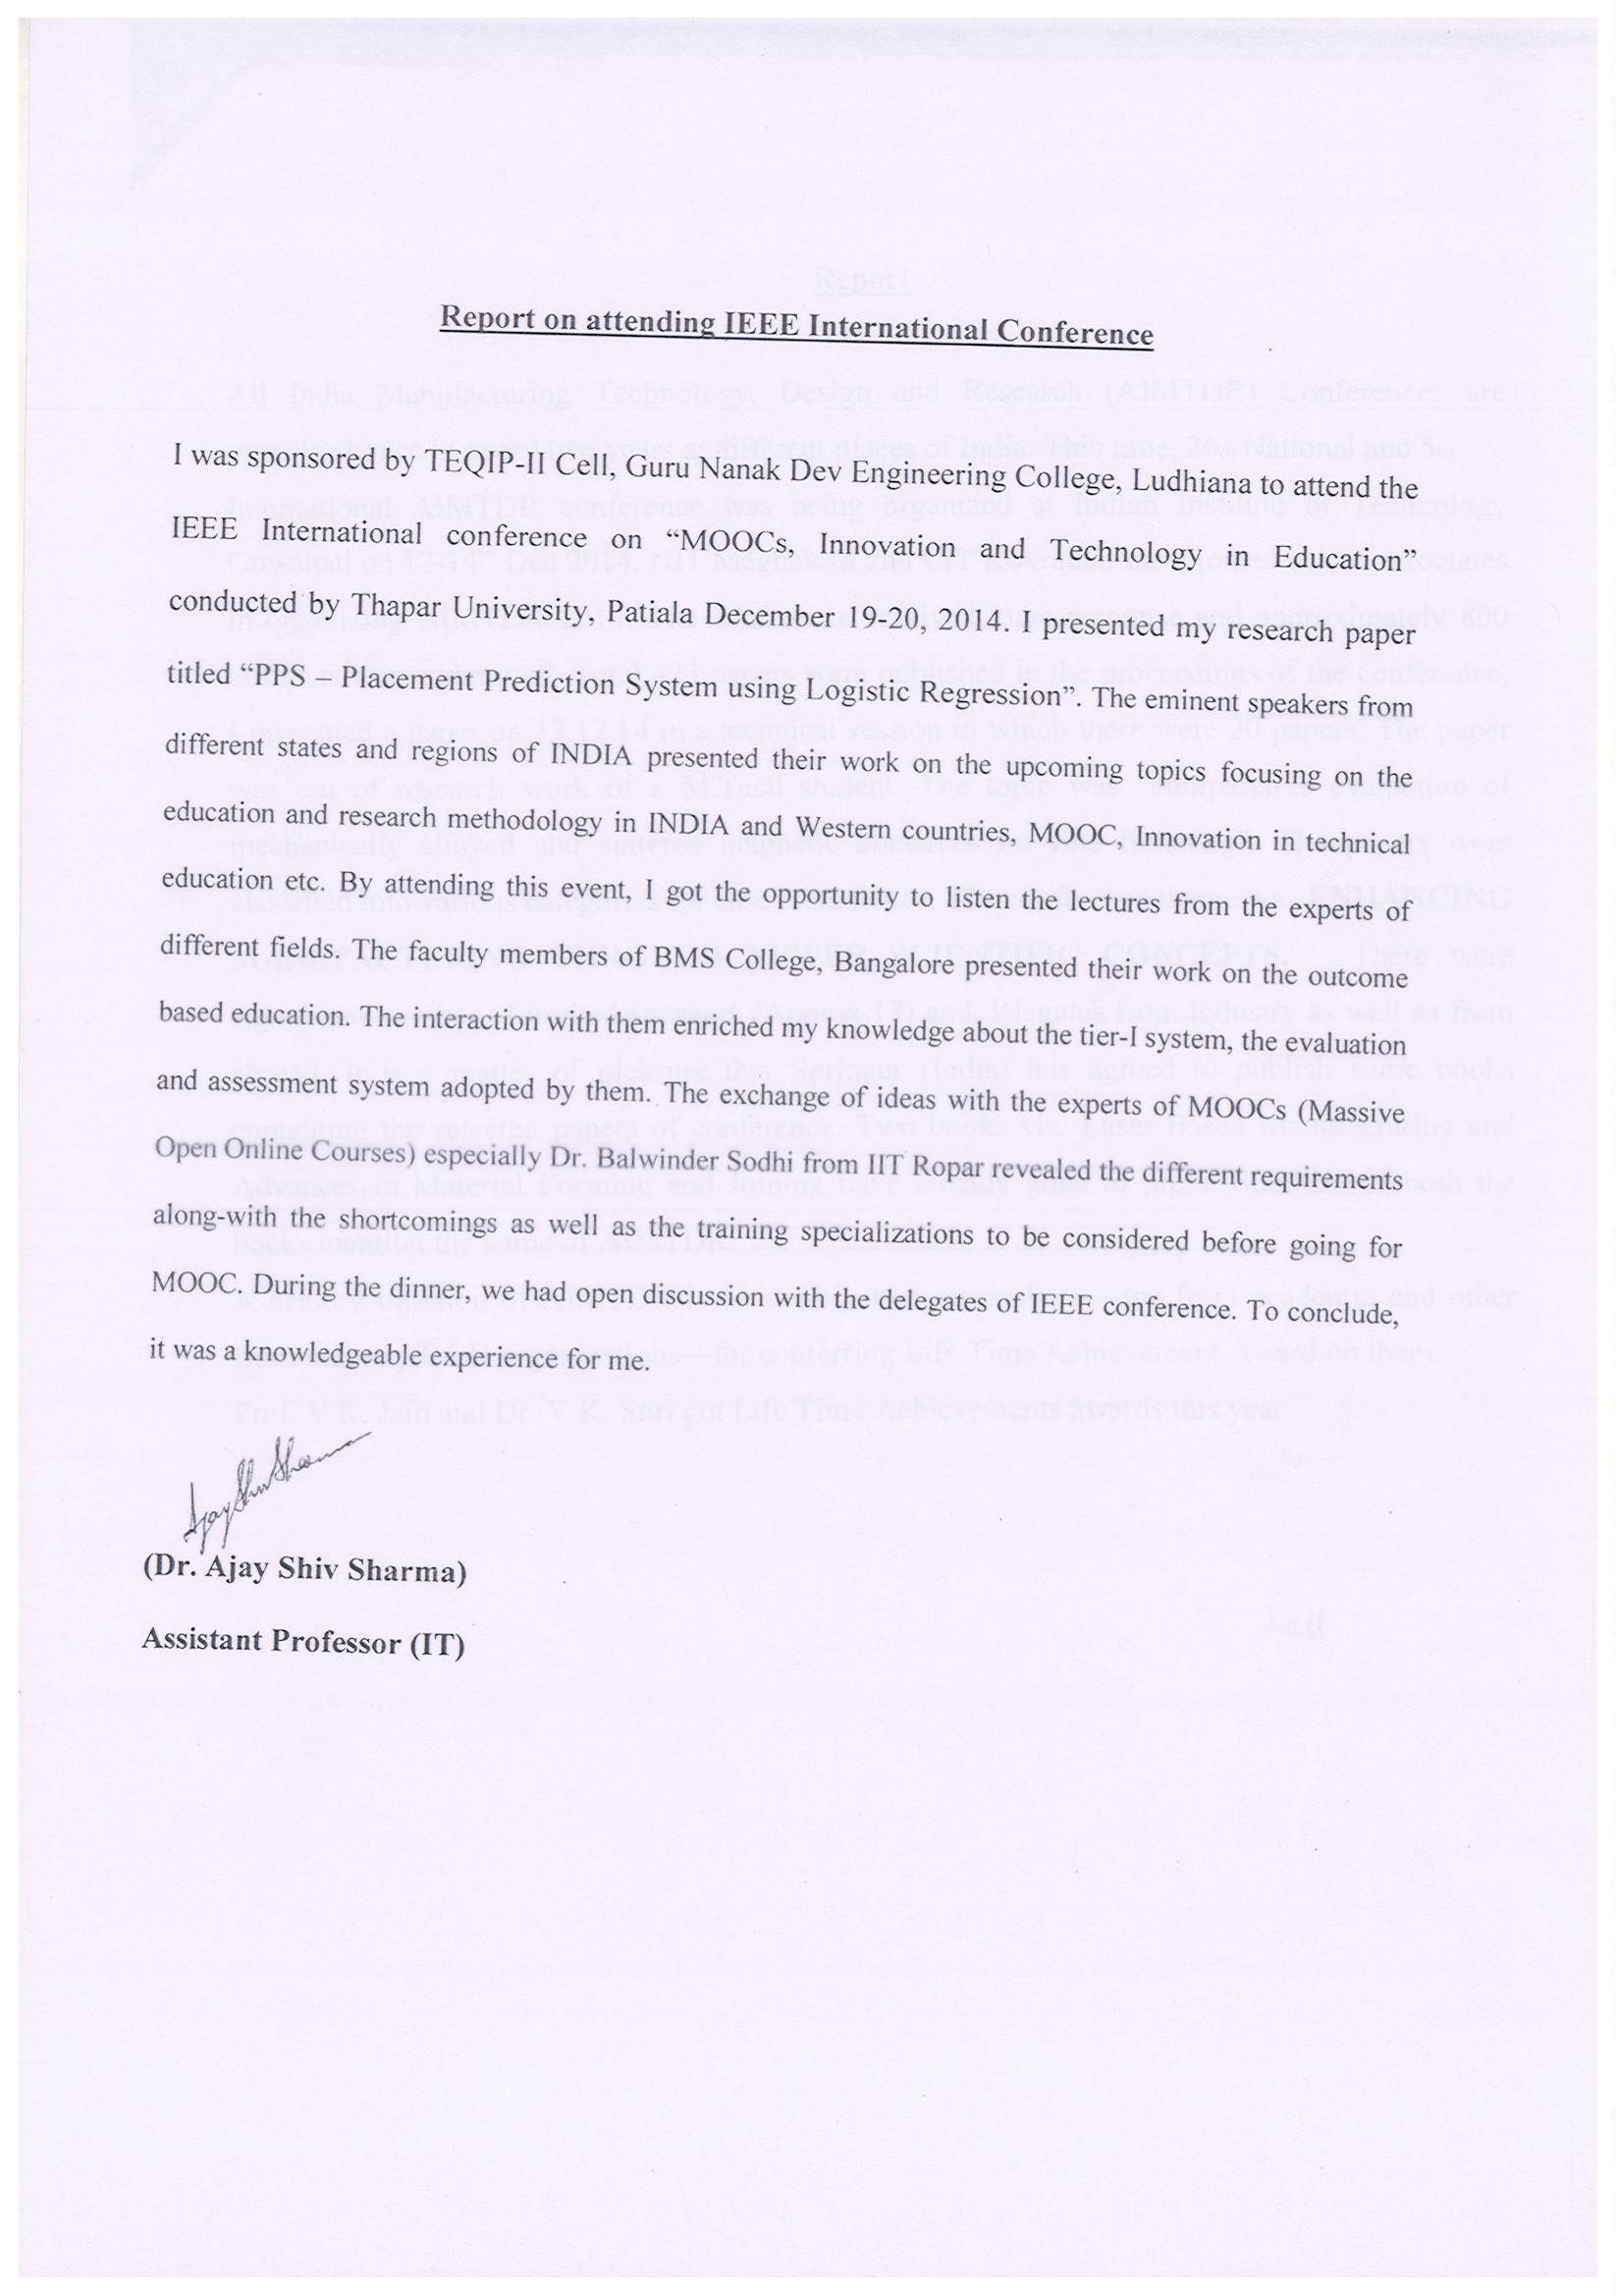 Report on attending IEEE International Conference
I was sponsored by TEQIP-II Cell, Guru Nanak Dev Engineering College, Ludhiana to attend the
IEEE International conference on “MOOCs, Innovation and Technology in Education”
conducted by Thapar University, Patiala December 19-20, 2014. I presented my research paper
titled “PPS – Placement Prediction System using Logistic Regression”. The eminent speakers from
different states and regions of INDIA presented their work on the upcoming topics focusing on the
education and research methodology in INDIA and Western countries, MOOC, Innovation in technical
education etc. By attending this event, I got the opportunity to listen the lectures from the experts of
different fields. The faculty members of BMS College, Bangalore presented their work on the outcome
based education. The interaction with them enriched my knowledge about the tier-I system, the evaluation
and assessment system adopted by them. The exchange of ideas with the experts of MOOCs (Massive
Open Online Courses) especially Dr. Balwinder Sodhi from IIT Ropar revealed the different requirements
along-with the shortcomings as well as the training specializations to be considered before going for
MOOC. During the dinner, we had open discussion with the delegates of IEEE conference. To conclude,
it was a knowledgeable experience for me.
Ajay Shiv Sharma
(Dr. Ajay Shiv Sharma)
Assistant Professor (IT)